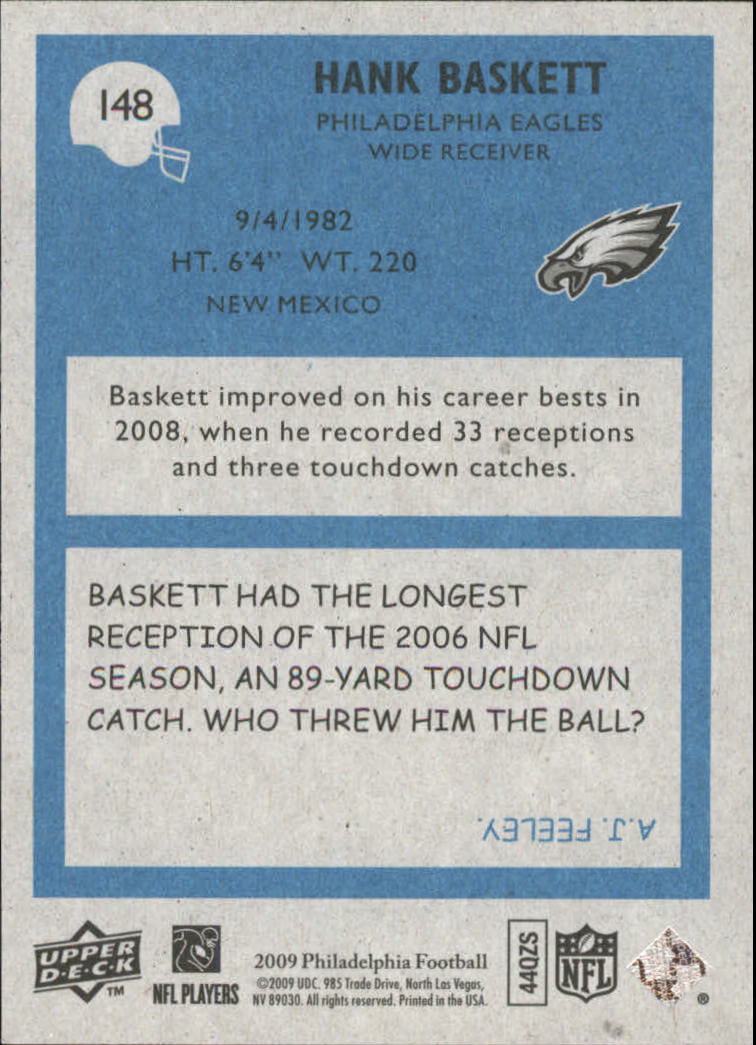 148
HANK BASKETT
PHILADELPHIA EAGLES
WIDE RECEIVER
9/4/1982
HT. 6'4" WT. 220
NEW MEXICO
Baskett improved on his career bests in
2008, when he recorded 33 receptions
and three touchdown catches.
BASKETT HAD THE LONGEST
RECEPTION OF THE 2006 NFL
SEASON, AN 89-YARD TOUCHDOWN
CATCH. WHO THREW HIM THE BALL?
A.J. FEELEY.
UPPER
D·E·C·K
TM
NFL PLAYERS
2009 Philadelphia Football
©2009 UDC. 985 Trade Drive, North Las Vegas,
NV 89030. All rights reserved. Printed in the USA.
44QZS
NFL
®